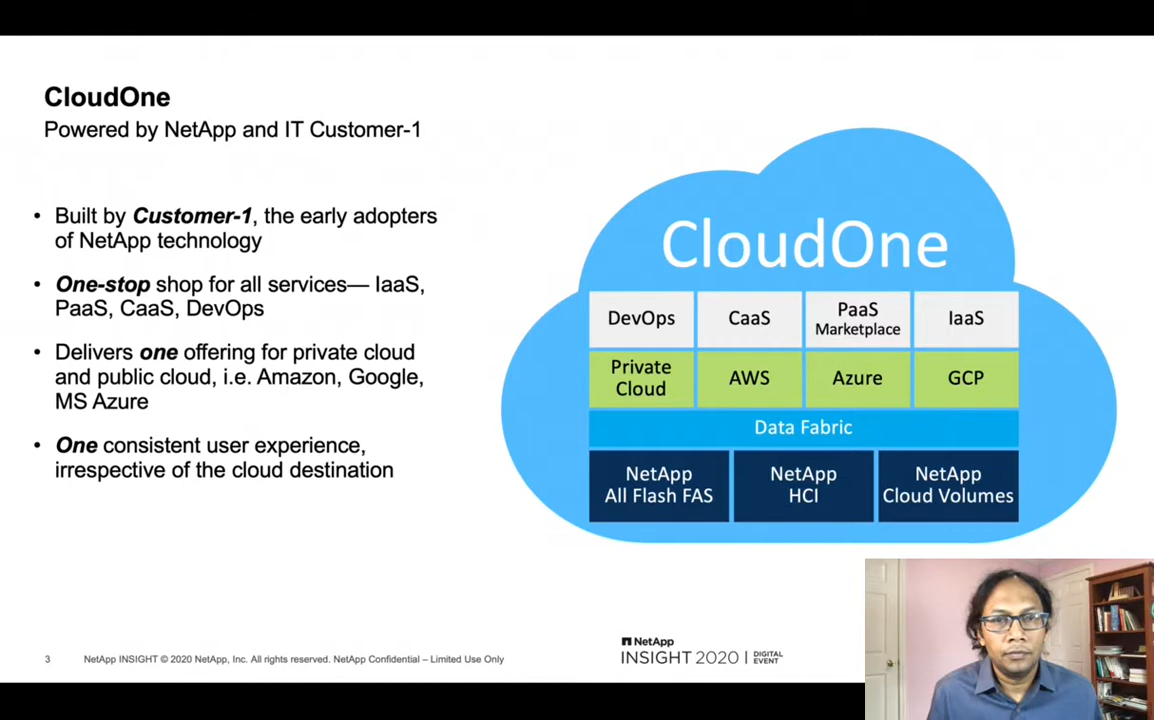 CloudOne
Powered by NetApp and IT Customer-1
• Built by Customer-1, the early adopters
of NetApp technology
• One-stop shop for all services— IaaS,
PaaS, CaaS, DevOps
• Delivers one offering for private cloud
and public cloud, i.e. Amazon, Google,
MS Azure
• One consistent user experience,
irrespective of the cloud destination
CloudOne
DevOps
CaaS
PaaS
Marketplace
IaaS
Private
Cloud
AWS
Azure
GCP
Data Fabric
NetApp
All Flash FAS
NetApp
HCI
NetApp
Cloud Volumes
3
NetApp INSIGHT © 2020 NetApp, Inc. All rights reserved. NetApp Confidential – Limited Use Only
NetApp
INSIGHT 2020 | DIGITAL
EVENT